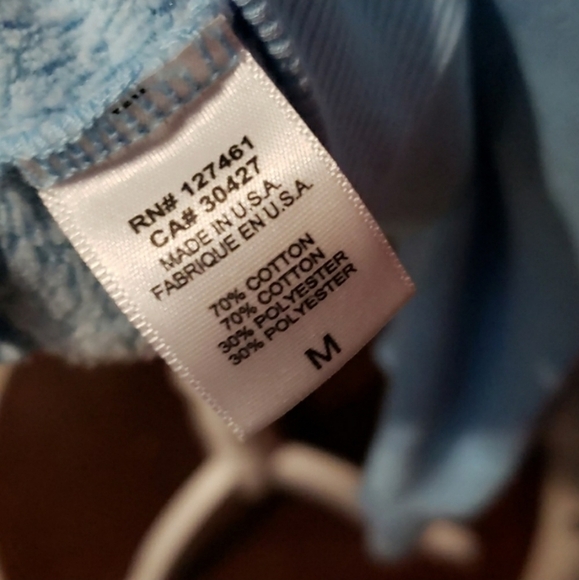 RN# 127461
CA# 30427
MADE IN U.S.A.
FABRIQUE EN U.S.A.
70% COTTON
70% COTTON
30% POLYESTER
30% POLYESTER
M